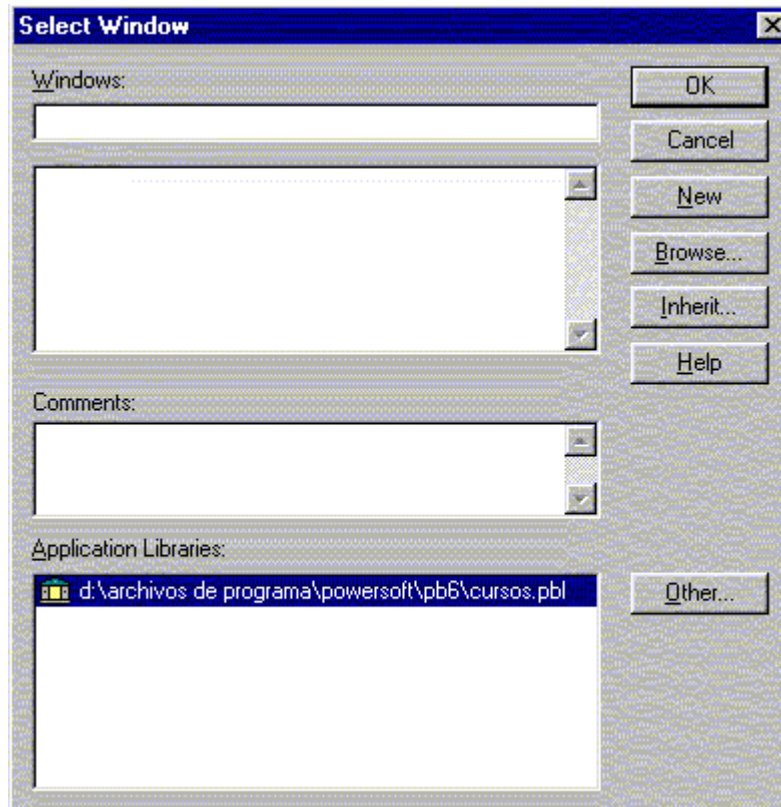 Select Window
Windows:
OK
Cancel
New
Browse...
Inherit...
Help
Comments:
Application Libraries:
d:\archivos de programa\powersoft\pb6\cursos.pbl
Other...